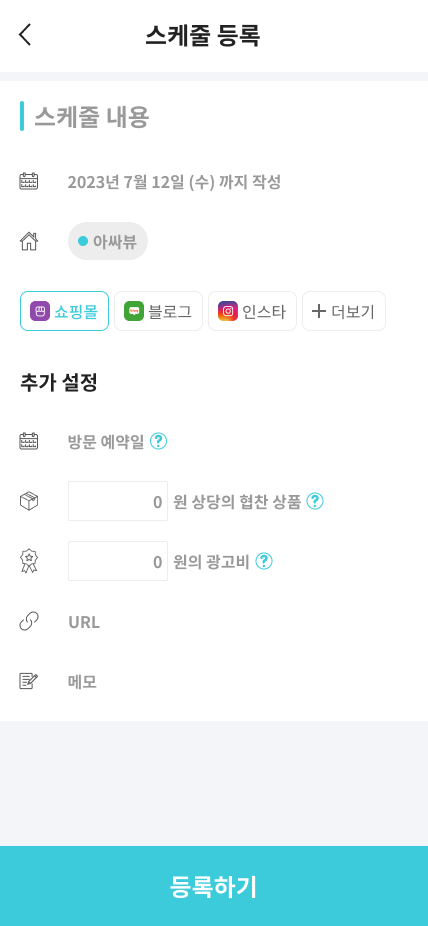 스케줄 등록
스케줄 내용
2023년 7월 12일 (수) 까지 작성
아싸뷰
쇼핑몰 블로그 인스타 더보기
추가 설정
방문 예약일 ?
0 원 상당의 협찬 상품 ?
0 원의 광고비 ?
URL
메모
등록하기